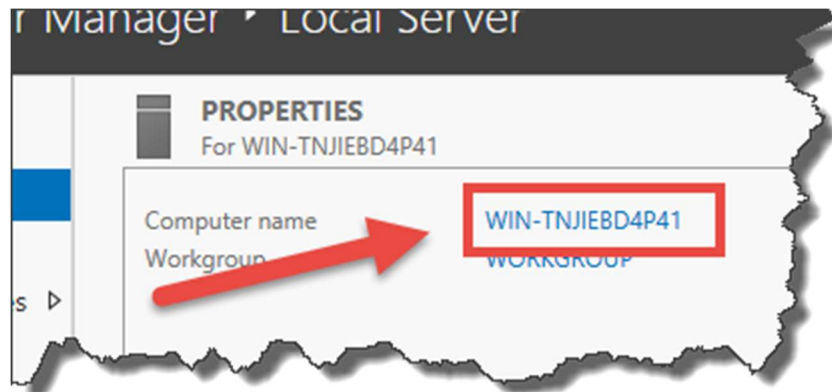 r Manager ‣ Local Server
PROPERTIES
For WIN-TNJIEBD4P41
Computer name WIN-TNJIEBD4P41
Workgroup WORKGROUP
s ▷